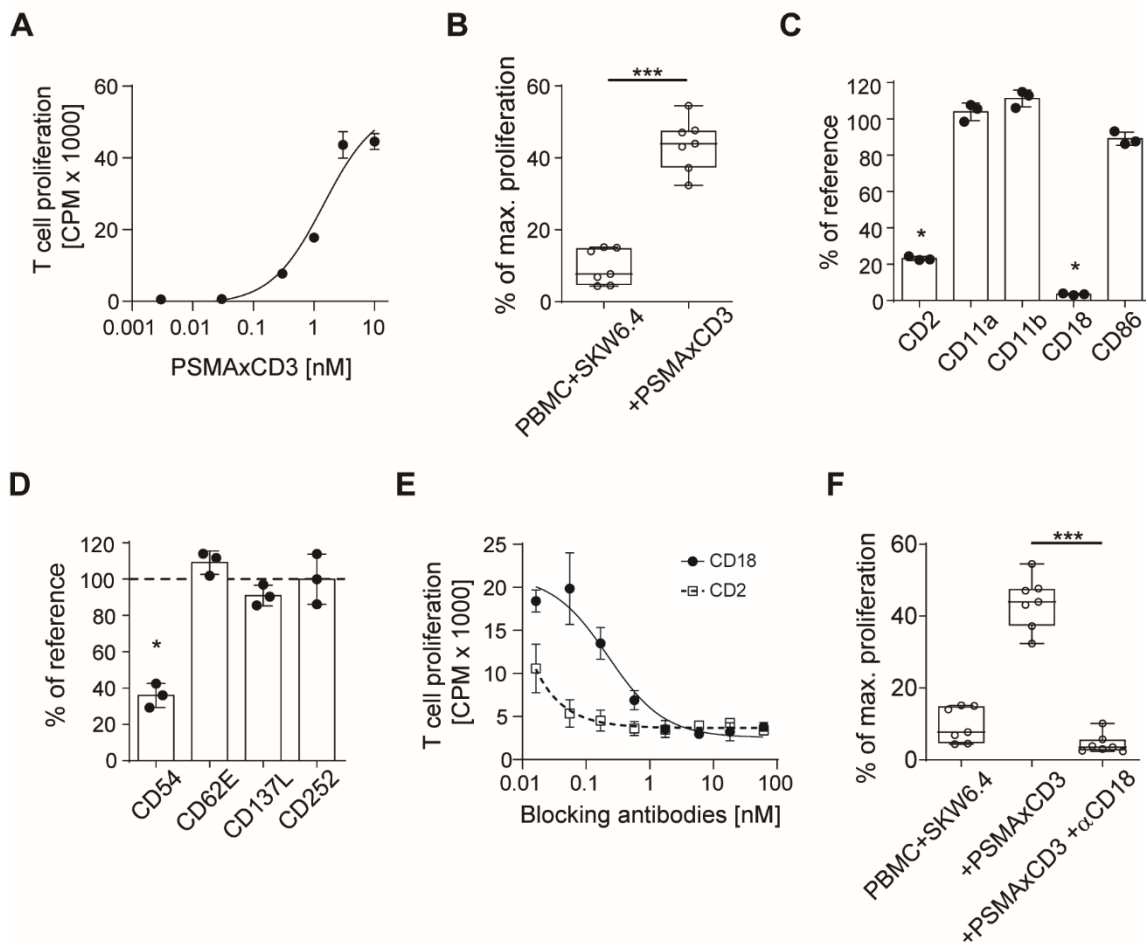 A
T cell proliferation
[CPM x 1000]
60
40
20
0
0.001
0.01
0.1
1
10
PSMAxCD3 [nM]
B
% of max. proliferation
60
40
20
0
***
PBMC+SKW6.4
+PSMAxCD3
C
% of reference
120
100
80
60
40
20
0
*
*
CD2
CD11a
CD11b
CD18
CD86
D
% of reference
120
100
80
60
40
20
0
*
CD54
CD62E
CD137L
CD252
E
T cell proliferation
[CPM x 1000]
25
20
15
10
5
0
CD18
CD2
0.01
0.1
1
10
100
Blocking antibodies [nM]
F
% of max. proliferation
60
40
20
0
***
PBMC+SKW6.4
+PSMAxCD3
+PSMAxCD3 +αCD18